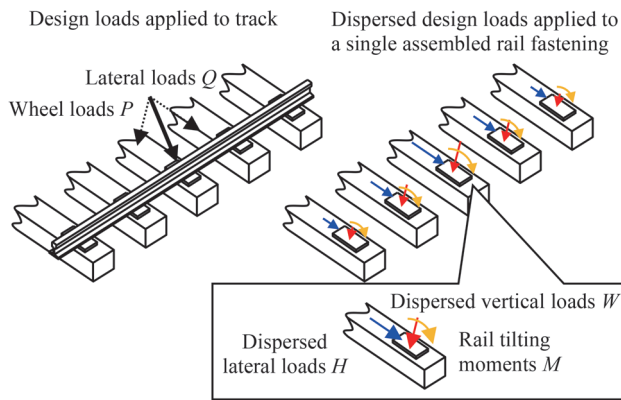 Design loads applied to track
Lateral loads Q
Wheel loads P
Dispersed design loads applied to
a single assembled rail fastening
Dispersed vertical loads W
Dispersed
lateral loads H
Rail tilting
moments M